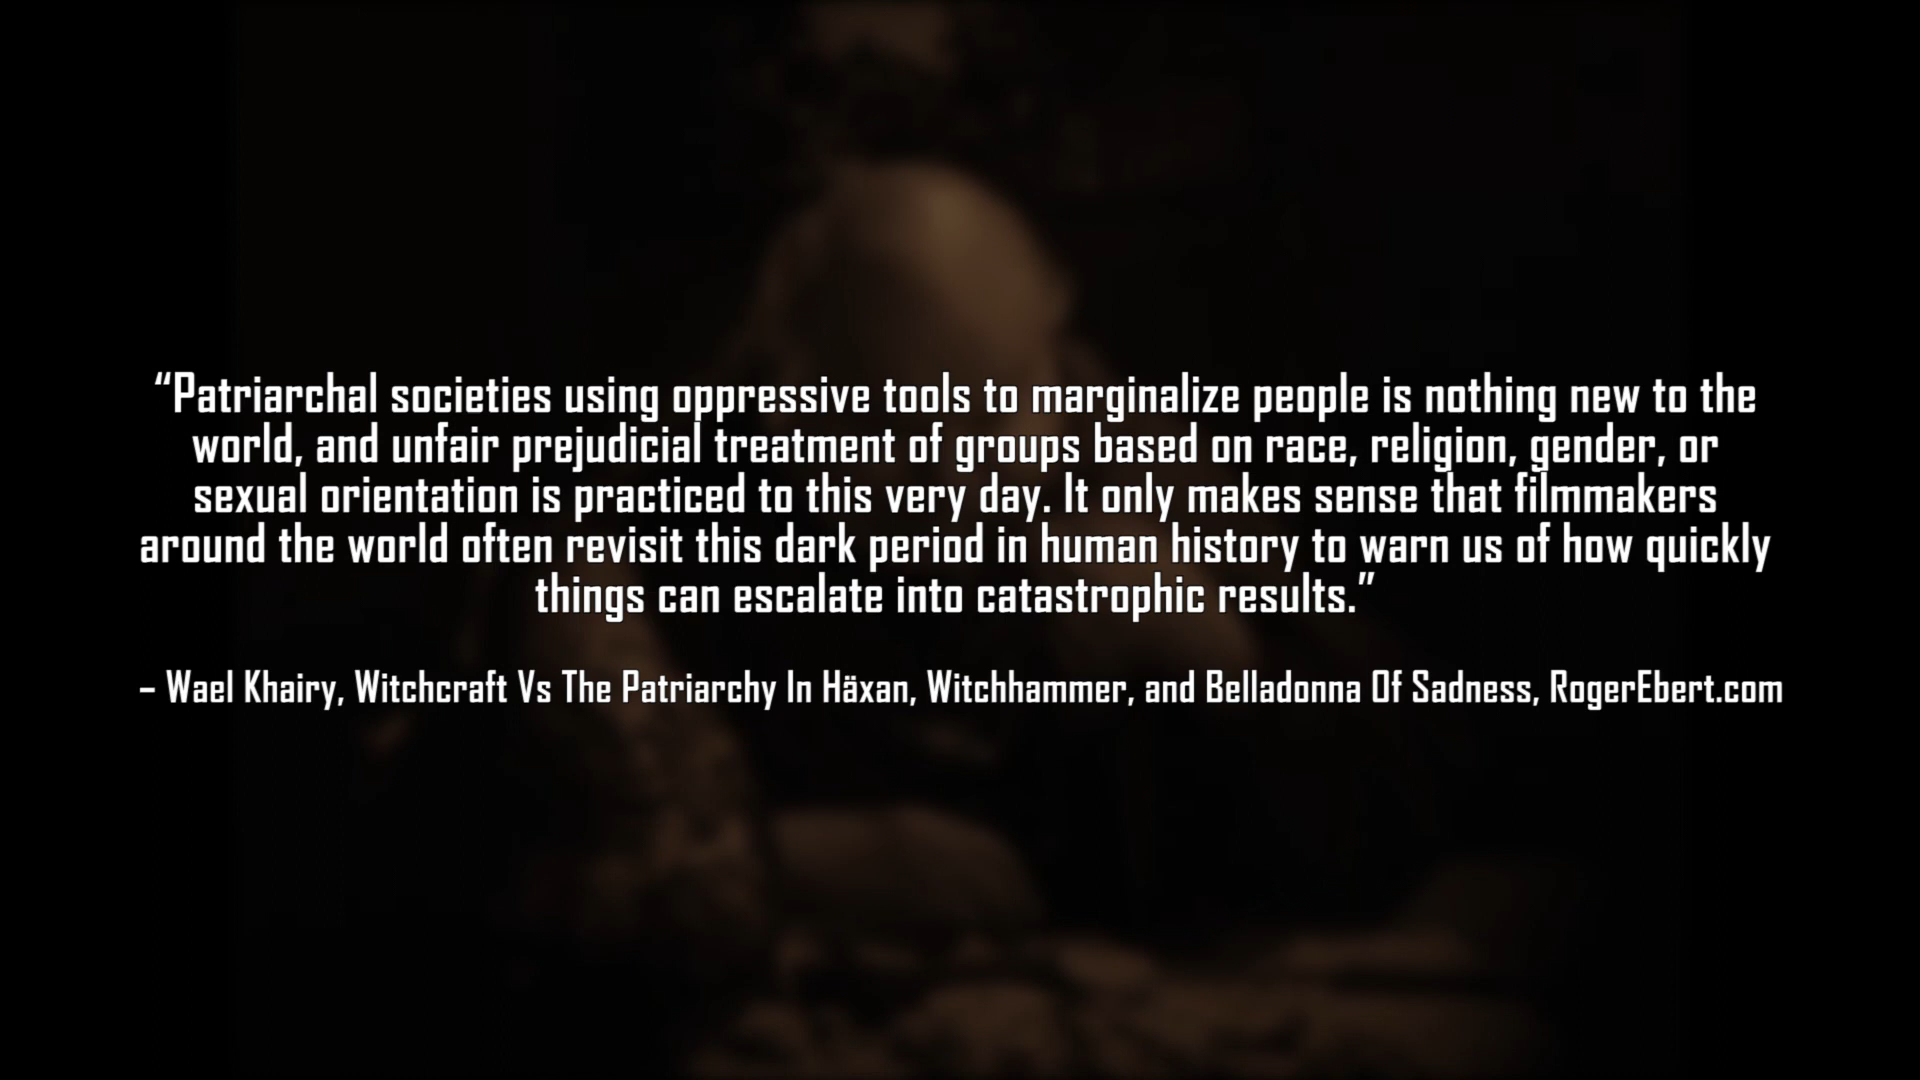 “Patriarchal societies using oppressive tools to marginalize people is nothing new to the
world, and unfair prejudicial treatment of groups based on race, religion, gender, or
sexual orientation is practiced to this very day. It only makes sense that filmmakers
around the world often revisit this dark period in human history to warn us of how quickly
things can escalate into catastrophic results.”
– Wael Khairy, Witchcraft Vs The Patriarchy In Häxan, Witchhammer, and Belladonna Of Sadness, RogerEbert.com